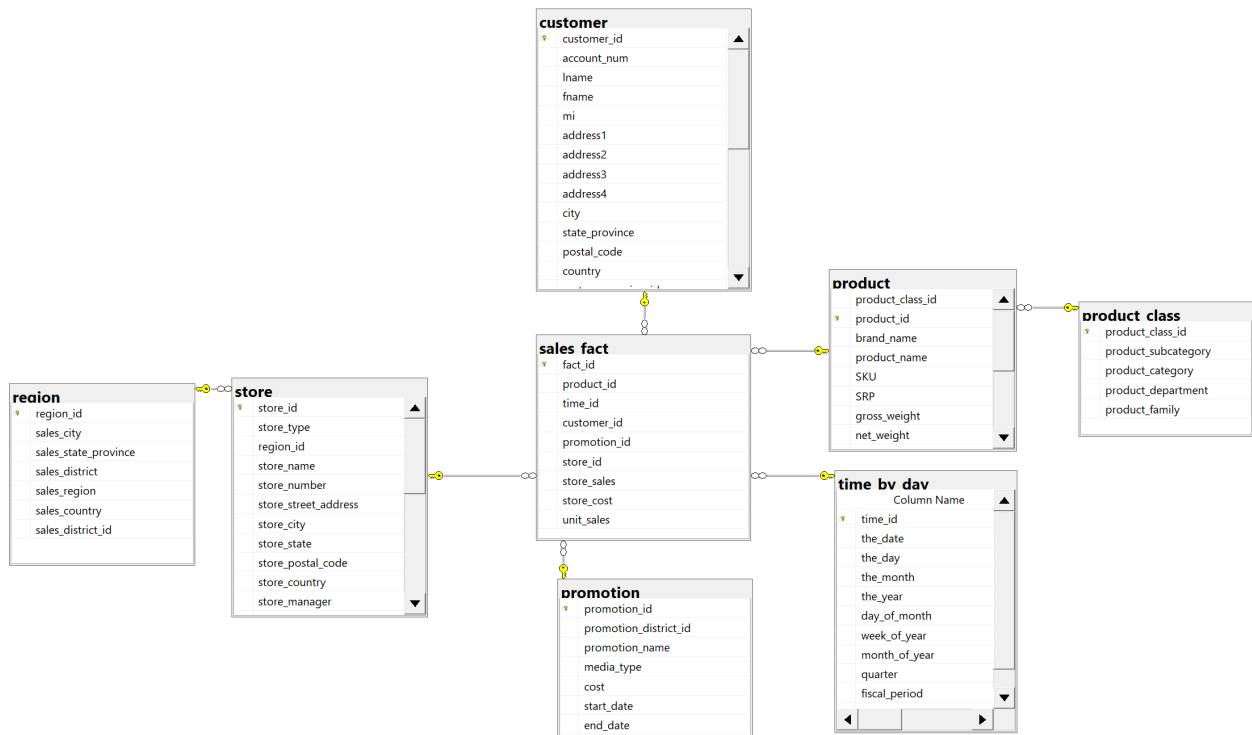 customer
customer_id
account_num
lname
fname
mi
address1
address2
address3
address4
city
state_province
postal_code
country
product
product_class_id
product_id
brand_name
product_name
SKU
SRP
gross_weight
net_weight
product_class
product_class_id
product_subcategory
product_category
product_department
product_family
sales_fact
fact_id
product_id
time_id
customer_id
promotion_id
store_id
store_sales
store_cost
unit_sales
region
region_id
sales_city
sales_state_province
sales_district
sales_region
sales_country
sales_district_id
store
store_id
store_type
region_id
store_name
store_number
store_street_address
store_city
store_state
store_postal_code
store_country
store_manager
time_by_day
Column Name
time_id
the_date
the_day
the_month
the_year
day_of_month
week_of_year
month_of_year
quarter
fiscal_period
promotion
promotion_id
promotion_district_id
promotion_name
media_type
cost
start_date
end_date